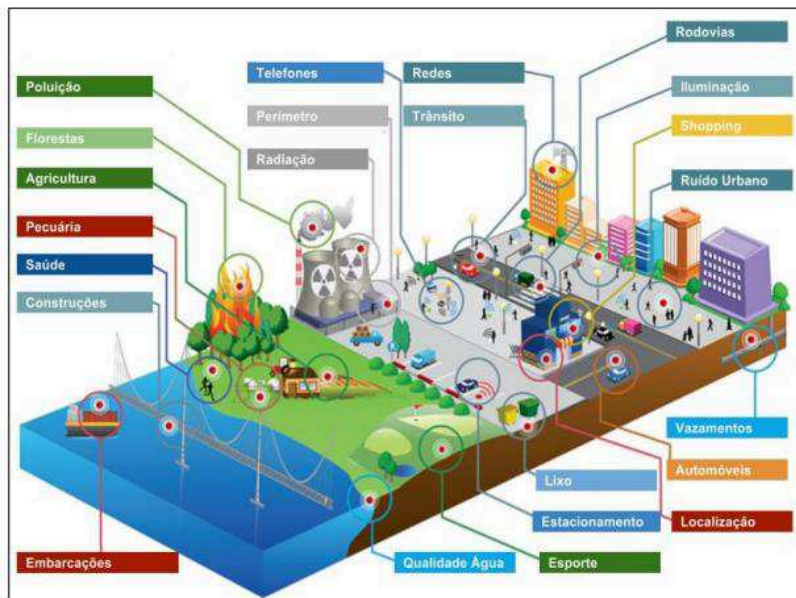 Poluição
Florestas
Agricultura
Pecuária
Saúde
Construções
Embarcações
Telefones
Perímetro
Radiação
Redes
Trânsito
Rodovias
Iluminação
Shopping
Ruído Urbano
Vazamentos
Automóveis
Localização
Lixo
Estacionamento
Esporte
Qualidade Água